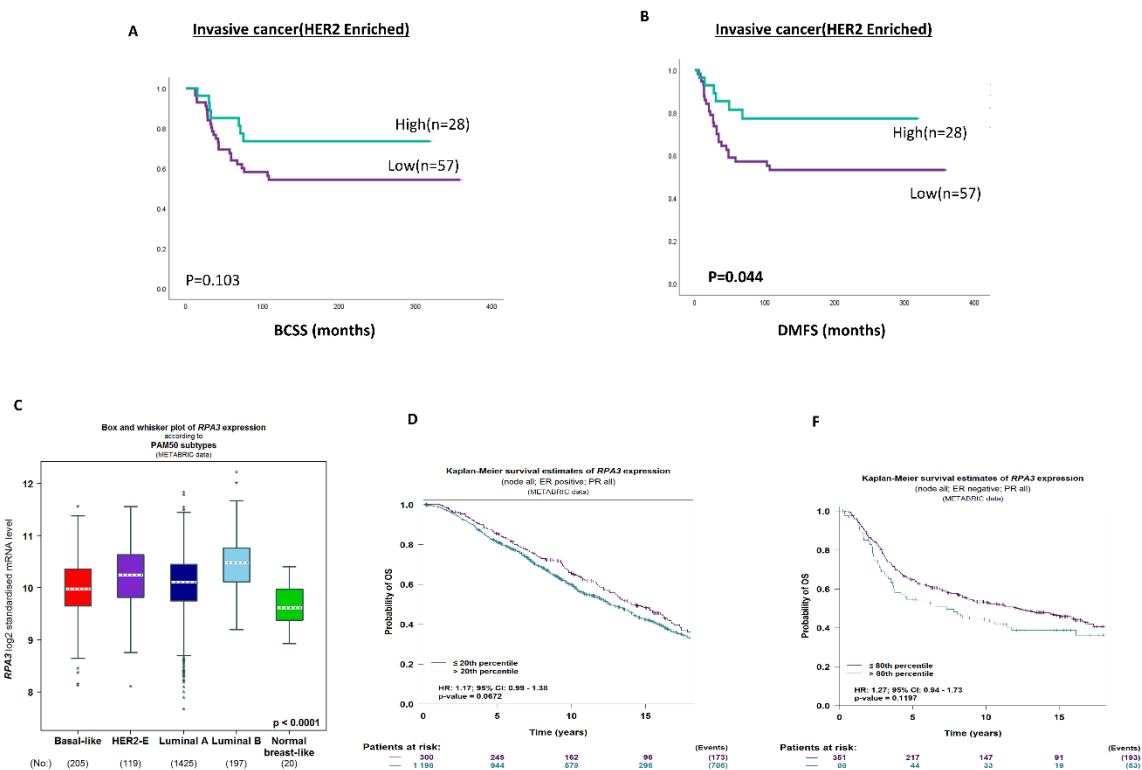 A
Invasive cancer(HER2 Enriched)
1.0
0.8
0.6
0.4
0.2
0.0
High(n=28)
Low(n=57)
P=0.103
0 100 200 300 400
BCSS (months)
B
Invasive cancer(HER2 Enriched)
1.0
0.8
0.6
0.4
0.2
0.0
High(n=28)
Low(n=57)
P=0.044
0 100 200 300 400
DMFS (months)
C
Box and whisker plot of RPA3 expression
according to
PAM50 subtypes
(METABRIC data)
RPA3 log2 standardised mRNA level
12
11
10
9
8
p < 0.0001
Basal-like HER2-E Luminal A Luminal B Normal
breast-like
(No:) (205) (119) (1425) (197) (20)
D
Kaplan-Meier survival estimates of RPA3 expression
(node all; ER positive; PR all)
(METABRIC data)
Probability of OS
1.0
0.8
0.6
0.4
0.2
0.0
≤ 20th percentile
> 20th percentile
HR: 1.17; 95% CI: 0.99 - 1.38
p-value = 0.0672
0 5 10 15
Time (years)
Patients at risk: (Events)
300 245 162 96 (173)
1 198 944 579 296 (706)
F
Kaplan-Meier survival estimates of RPA3 expression
(node all; ER negative; PR all)
(METABRIC data)
Probability of OS
1.0
0.8
0.6
0.4
0.2
0.0
≤ 80th percentile
> 80th percentile
HR: 1.27; 95% CI: 0.94 - 1.73
p-value = 0.1197
0 5 10 15
Time (years)
Patients at risk: (Events)
351 217 147 91 (193)
88 44 33 19 (53)